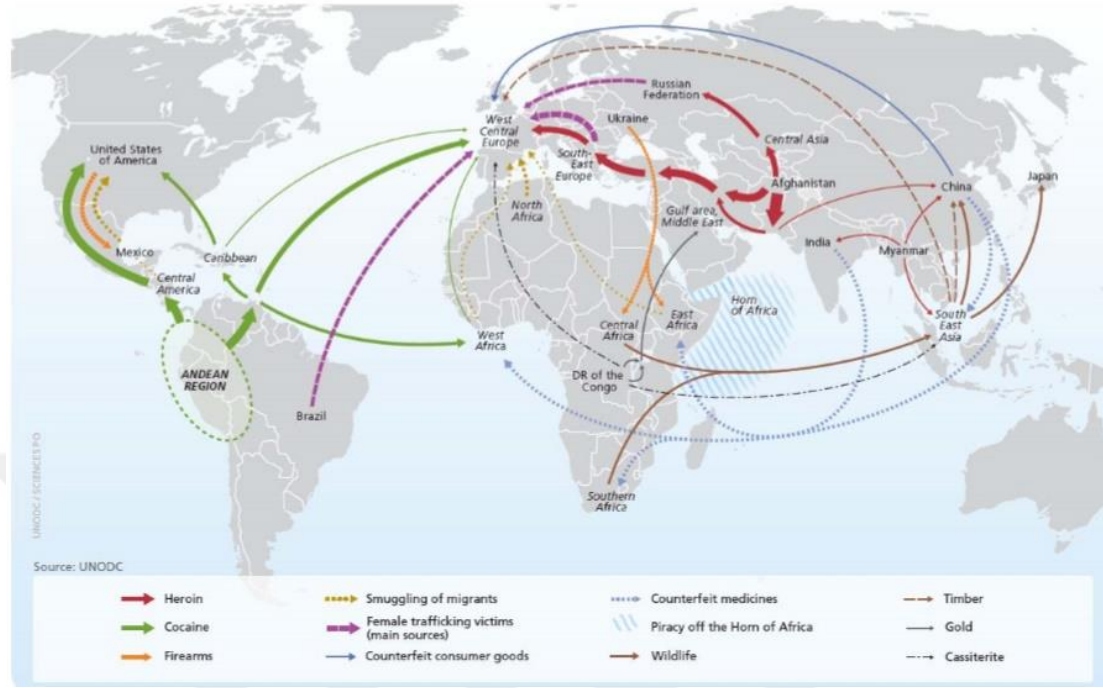 Russian
Federation
West
Central
Europe
Ukraine
United States
of America
Central Asia
South-
East
Europe
Afghanistan
China
Japan
North
Africa
Gulf area,
Middle East
Mexico
Caribbean
India
Myanmar
Central
America
Horn
of Africa
West
Africa
Central
Africa
East
Africa
South
East
Asia
ANDEAN
REGION
DR of the
Congo
Brazil
Southern
Africa
UNODC / SCIENCES PO
Source: UNODC
Heroin
Smuggling of migrants
Counterfeit medicines
Timber
Cocaine
Female trafficking victims
(main sources)
Piracy off the Horn of Africa
Gold
Firearms
Counterfeit consumer goods
Wildlife
Cassiterite